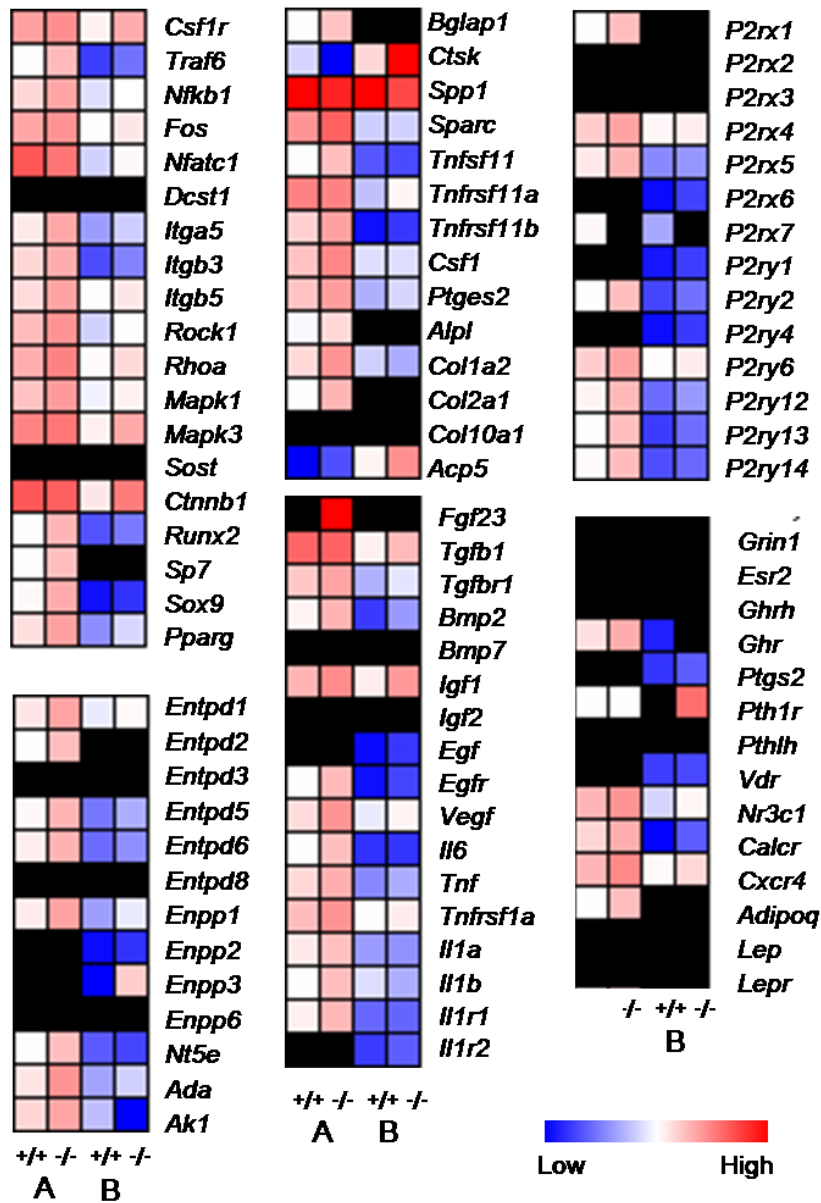 Csf1r
Traf6
Nfkb1
Fos
Nfatc1
Dcst1
Itga5
Itgb3
Itgb5
Rock1
Rhoa
Mapk1
Mapk3
Sost
Ctnnb1
Runx2
Sp7
Sox9
Pparg
Entpd1
Entpd2
Entpd3
Entpd5
Entpd6
Entpd8
Enpp1
Enpp2
Enpp3
Enpp6
Nt5e
Ada
Ak1
+/+ -/- +/+ -/-
A B
Bglap1
Ctsk
Spp1
Sparc
Tnfsf11
Tnfrsf11a
Tnfrsf11b
Csf1
Ptges2
Alpl
Col1a2
Col2a1
Col10a1
Acp5
Fgf23
Tgfb1
Tgfbr1
Bmp2
Bmp7
Igf1
Igf2
Egf
Egfr
Vegf
Il6
Tnf
Tnfrsf1a
Il1a
Il1b
Il1r1
Il1r2
+/+ -/- +/+ -/-
A B
P2rx1
P2rx2
P2rx3
P2rx4
P2rx5
P2rx6
P2rx7
P2ry1
P2ry2
P2ry4
P2ry6
P2ry12
P2ry13
P2ry14
Grin1
Esr2
Ghrh
Ghr
Ptgs2
Pth1r
Pthlh
Vdr
Nr3c1
Calcr
Cxcr4
Adipoq
Lep
Lepr
-/- +/+ -/-
B
Low High